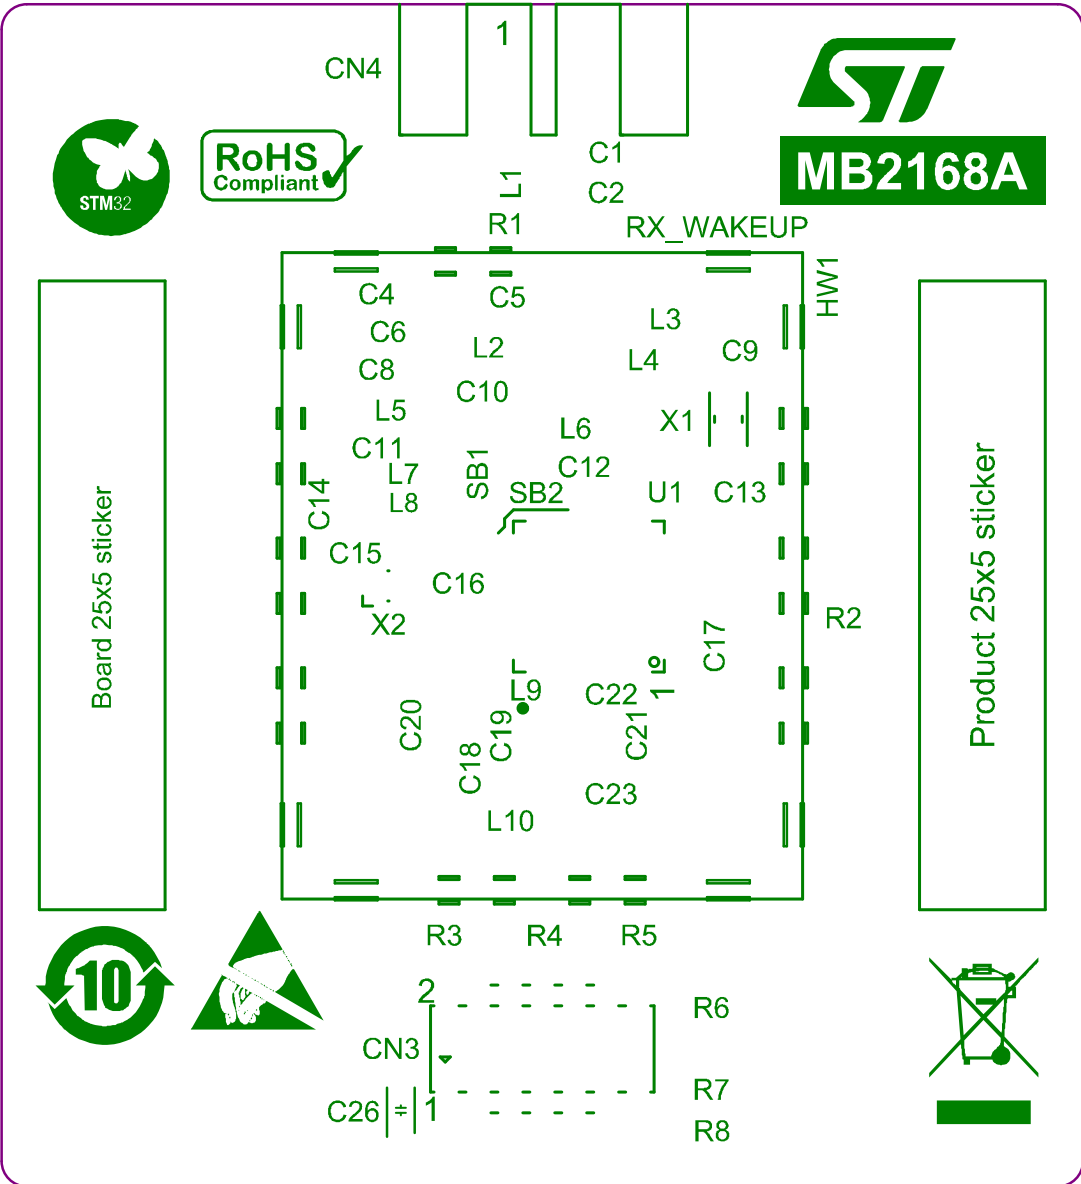 1
CN4
ST
MB2168A
STM32
RoHS
Compliant
C1
L1
C2
R1
RX_WAKEUP
HW1
C4
C5
C6
L3
L2
L4
C9
C8
C10
L5
X1
L6
C11
C12
L7
SB1
L8
SB2
U1
C13
C14
C15
C16
X2
R2
C17
Board 25x5 sticker
Product 25x5 sticker
L9
C22
1
C20
C19
C21
C18
C23
L10
R3
R4
R5
10
2
R6
CN3
R7
C26
1
R8